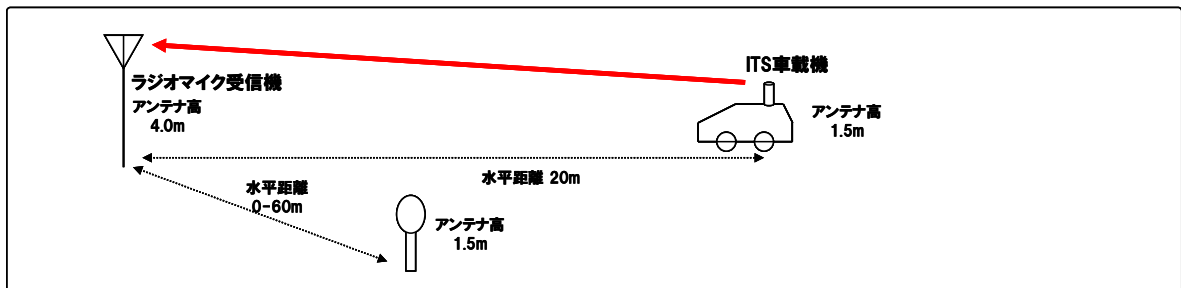 ITS車載機
ラジオマイク受信機
アンテナ高
4.0m
アンテナ高
1.5m
水平距離 20m
水平距離
0-60m
アンテナ高
1.5m